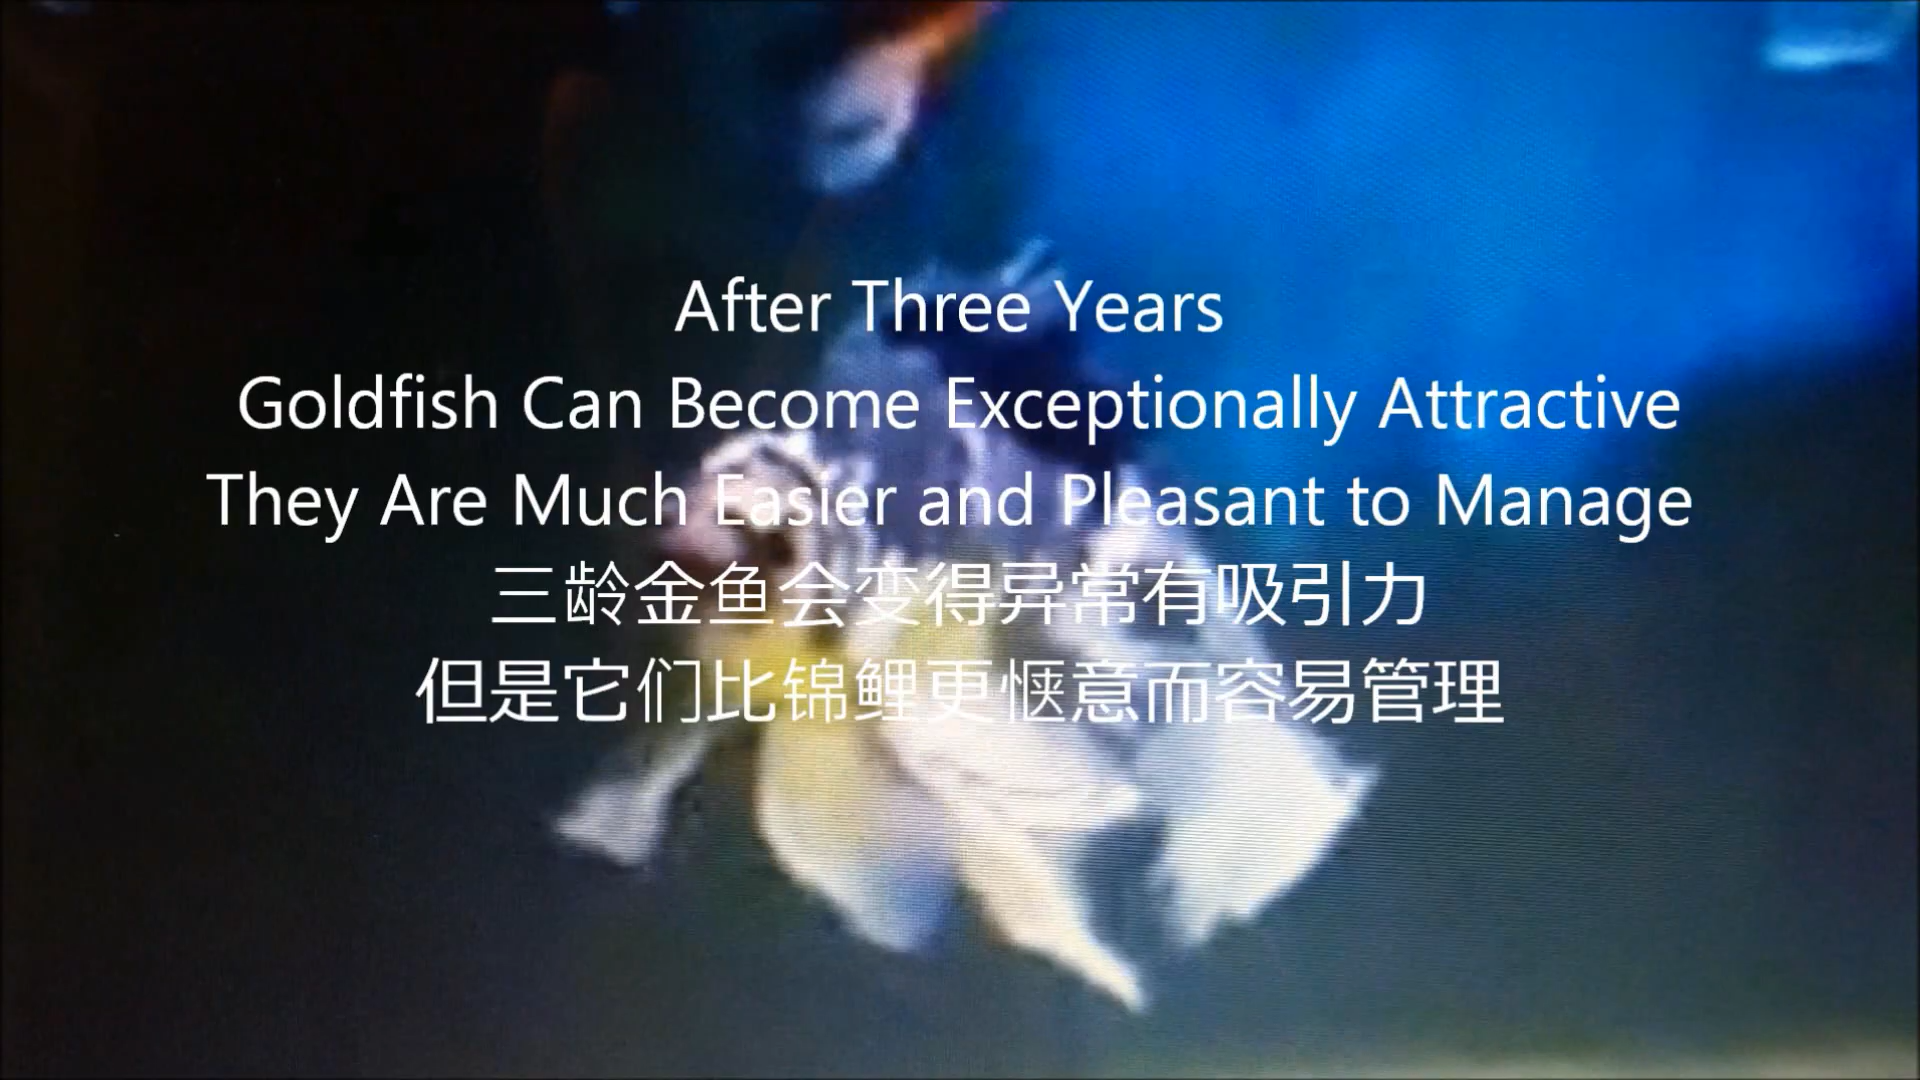 After Three Years
Goldfish Can Become Exceptionally Attractive
They Are Much Easier and Pleasant to Manage
三龄金鱼会变得异常有吸引力
但是它们比锦鲤更惬意而容易管理